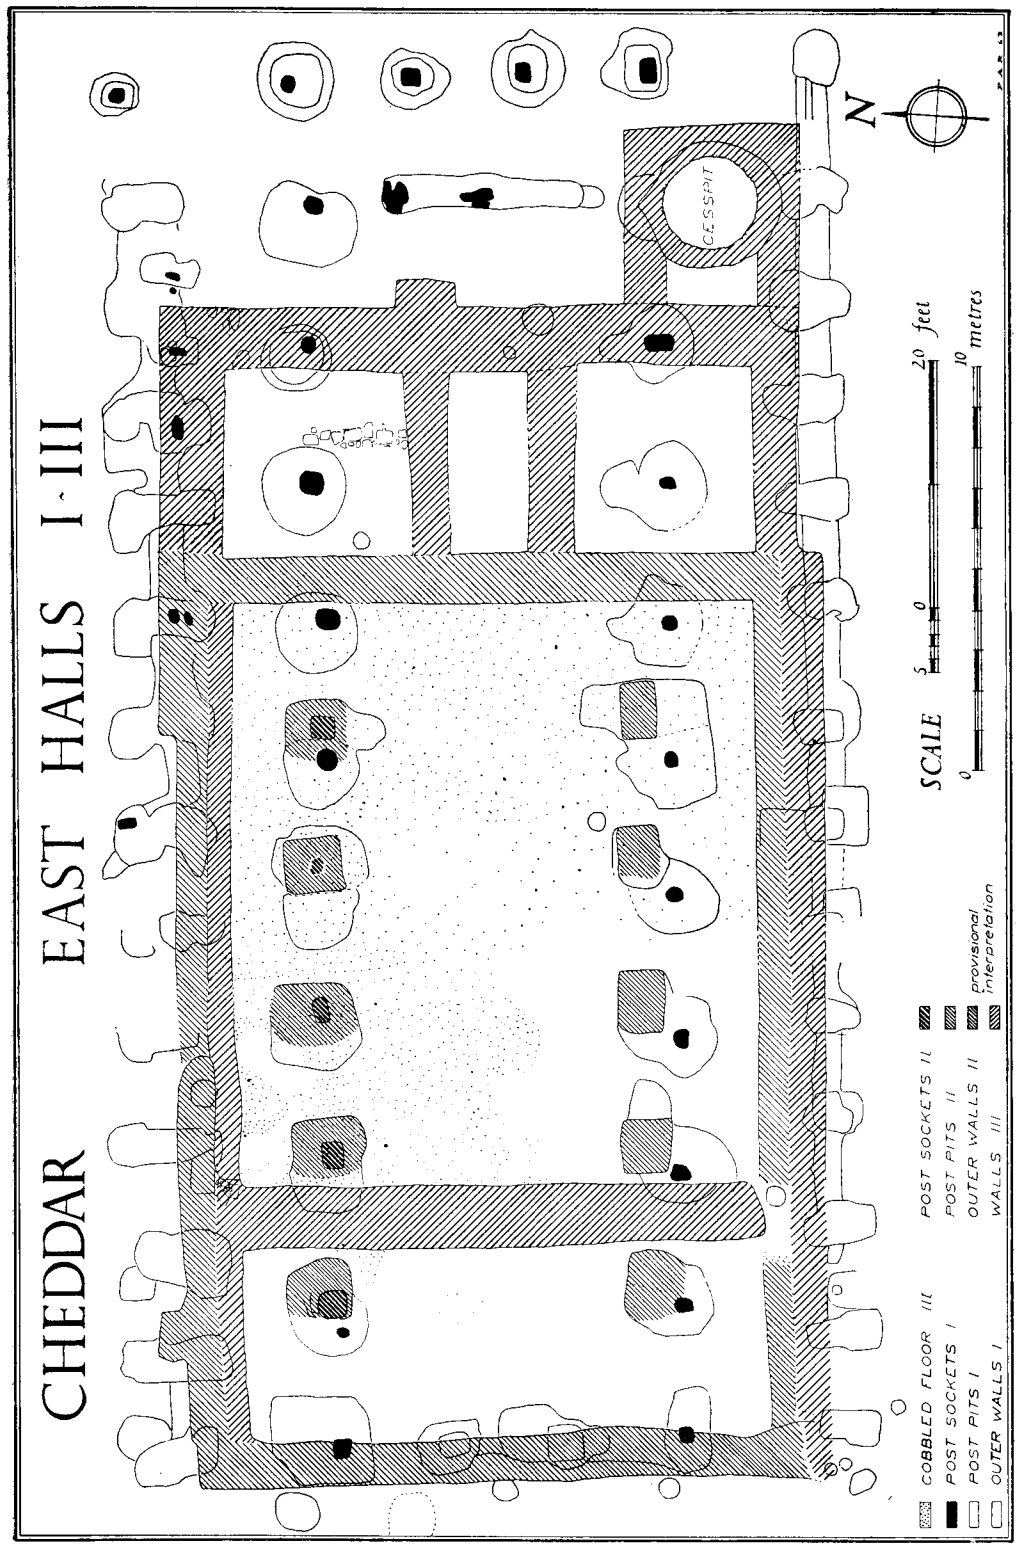 CHEDDAR EAST HALLS I-III
P A R 63
N
CESSPIT
SCALE
5 0 20 feet
0 10 metres
COBBLED FLOOR III
POST SOCKETS I
POST PITS I
OUTER WALLS I
POST SOCKETS II
POST PITS II
OUTER WALLS II
WALLS III
provisional
interpretation